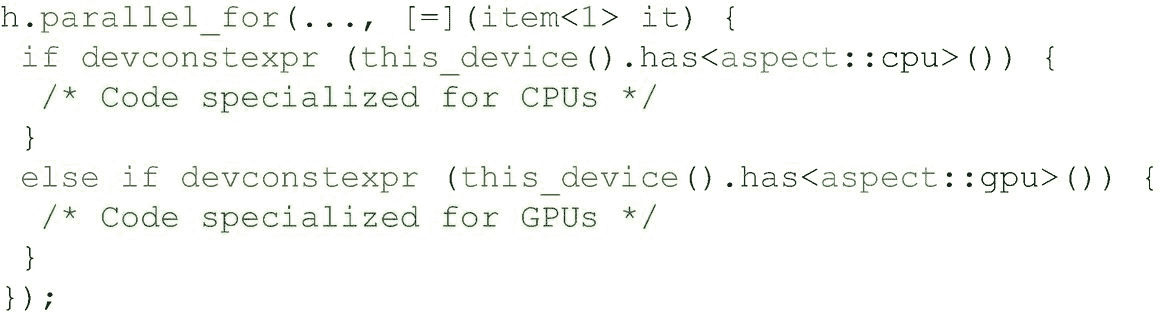 h.parallel_for(..., [=](item<1> it) {
 if devconstexpr (this_device().has<aspect::cpu>()) {
  /* Code specialized for CPUs */
 }
 else if devconstexpr (this_device().has<aspect::gpu>()) {
  /* Code specialized for GPUs */
 }
});